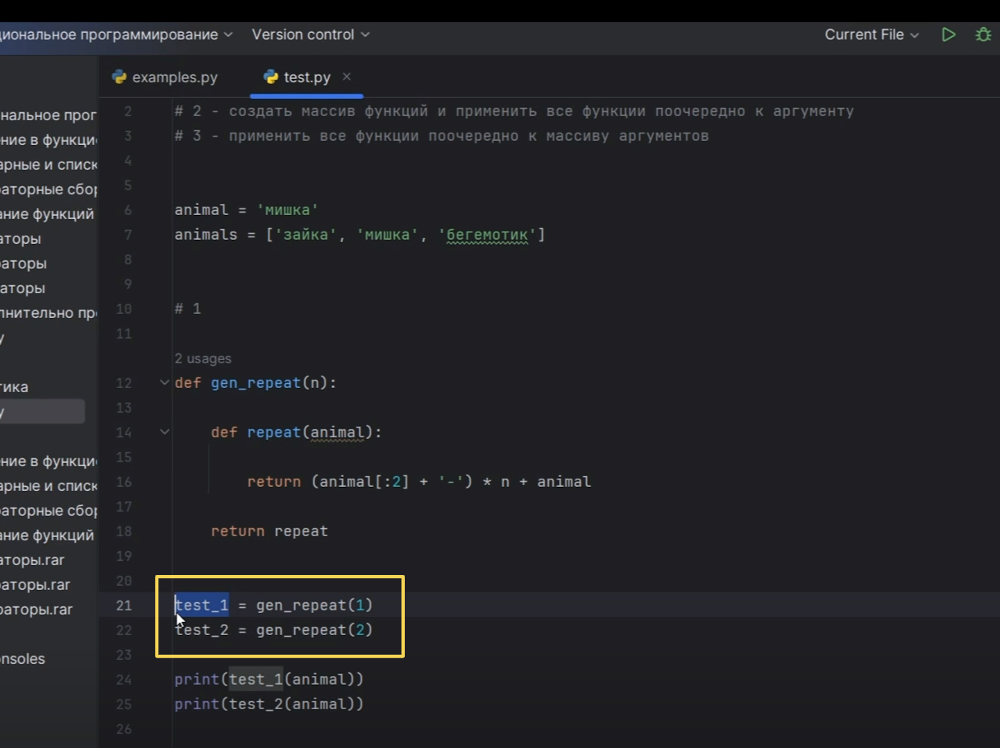 циональное программирование Version control Current File
examples.py test.py
2 # 2 - создать массив функций и применить все функции поочередно к аргументу
3 # 3 - применить все функции поочередно к массиву аргументов
4
5
6 animal = 'мишка'
7 animals = ['зайка', 'мишка', 'бегемотик']
8
9
10 # 1
11
2 usages
12 def gen_repeat(n):
13
14 def repeat(animal):
15
16 return (animal[:2] + '-') * n + animal
17
18 return repeat
19
20
21 test_1 = gen_repeat(1)
22 test_2 = gen_repeat(2)
23
24 print(test_1(animal))
25 print(test_2(animal))
26
нальное прог
ние в функци
арные и списк
аторные сбор
ание функций
аторы
раторы
аторы
лнительно пр
y
тика
y
ение в функци
арные и списк
аторные сбор
ание функций
аторы.rar
раторы.rar
раторы.rar
onsoles